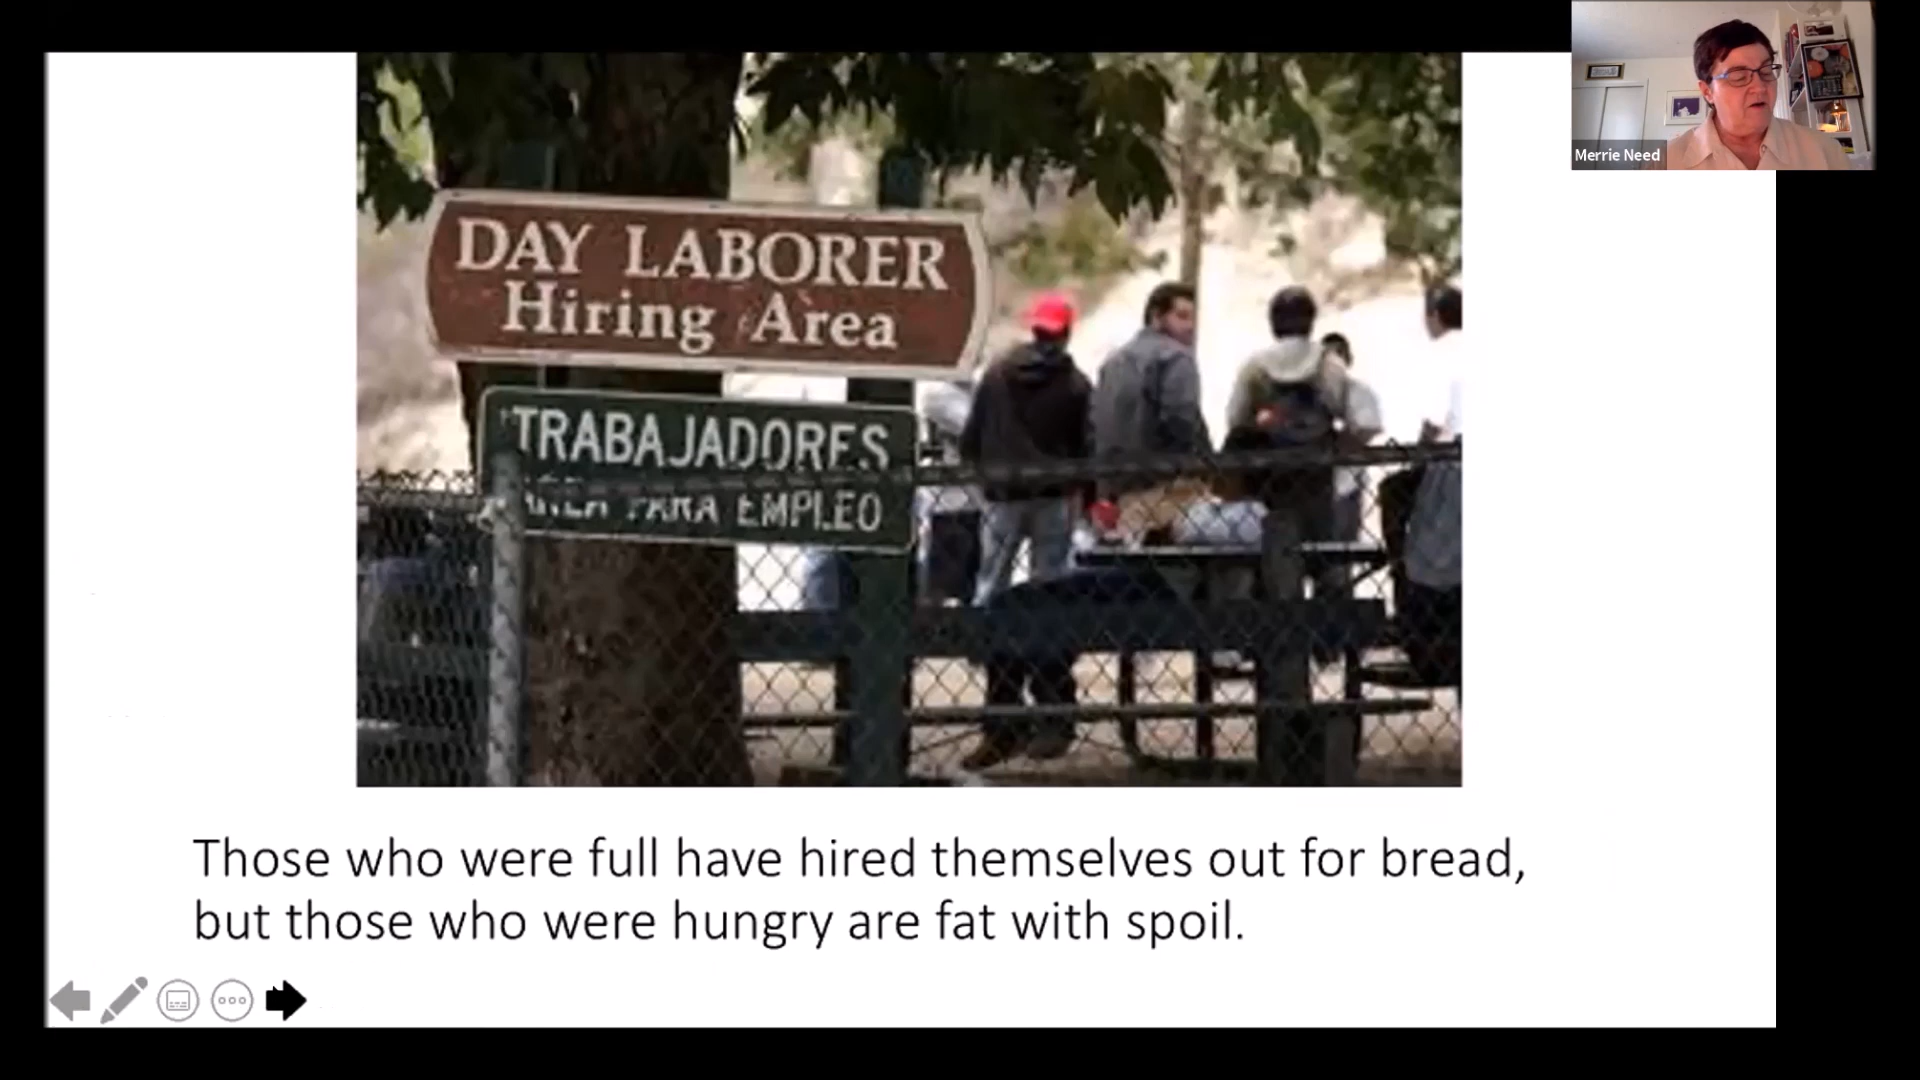 Merrie Need
DAY LABORER
Hiring Area
TRABAJADORES
PARA EMPLEO
Those who were full have hired themselves out for bread,
but those who were hungry are fat with spoil.